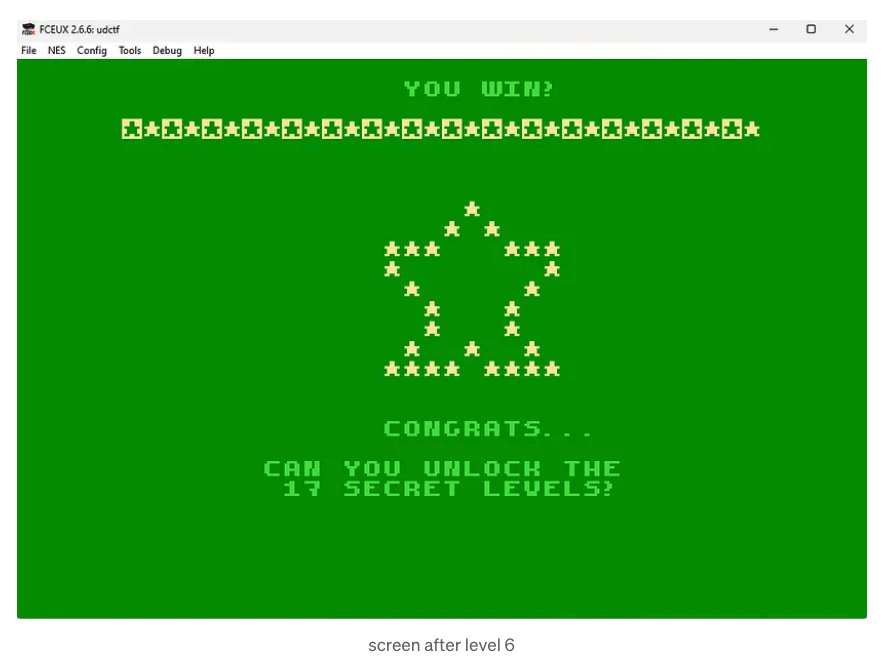 FCEUX 2.6.6: udctf
File NES Config Tools Debug Help
YOU WIN?
CONGRATS...
CAN YOU UNLOCK THE
17 SECRET LEVELS?
screen after level 6